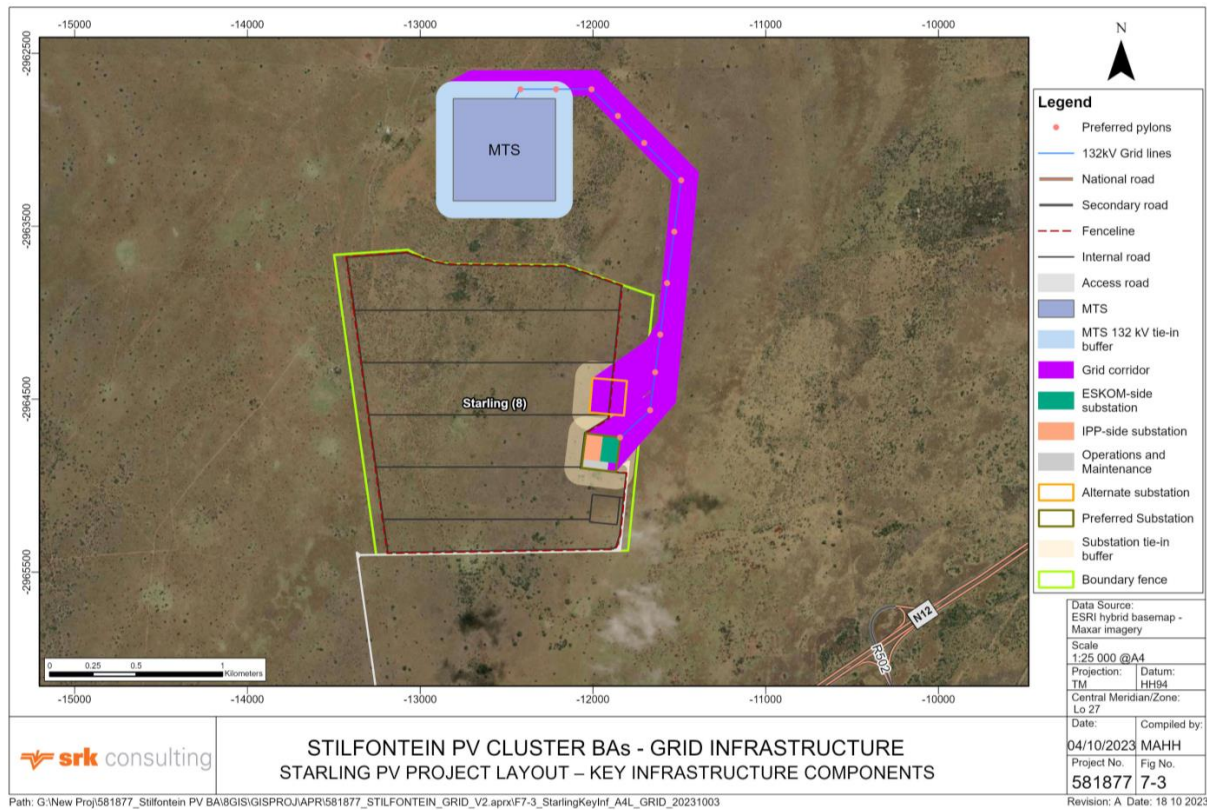 -15000 -14000 -13000 -12000 -11000 -10000
-2962500
-2963500
-2964500
-2965500
MTS
Starling (8)
N12
R502
0 0.25 0.5 1
Kilometers
-15000 -14000 -13000 -12000 -11000 -10000
N
Legend
Preferred pylons
132kV Grid lines
National road
Secondary road
Fenceline
Internal road
Access road
MTS
MTS 132 kV tie-in
buffer
Grid corridor
ESKOM-side
substation
IPP-side substation
Operations and
Maintenance
Alternate substation
Preferred Substation
Substation tie-in
buffer
Boundary fence
Data Source:
ESRI hybrid basemap -
Maxar imagery
Scale
1:25 000 @A4
Projection: Datum:
TM HH94
Central Meridian/Zone:
Lo 27
Date: Compiled by:
04/10/2023 MAHH
Project No. Fig No.
581877 7-3
Revision: A Date: 18 10 2023
srk consulting
STILFONTEIN PV CLUSTER BAs - GRID INFRASTRUCTURE
STARLING PV PROJECT LAYOUT – KEY INFRASTRUCTURE COMPONENTS
Path: G:\New Proj\581877_Stilfontein PV BA\8GIS\GISPROJ\APR\581877_STILFONTEIN_GRID_V2.aprx\F7-3_StarlingKeyInf_A4L_GRID_20231003